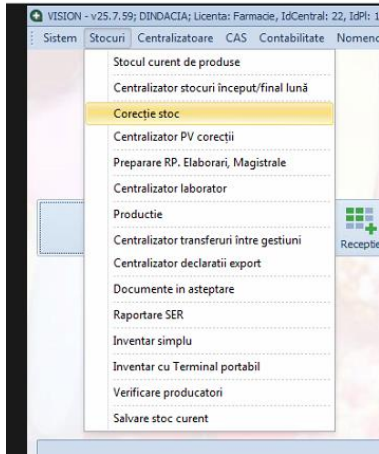 VISION - v25.7.59; DINDACIA; Licenta: Farmacie, IdCentral: 22, IdPl: 1
Sistem Stocuri Centralizatoare CAS Contabilitate Nomenc
Stocul curent de produse
Centralizator stocuri început/final lună
Corecție stoc
Centralizator PV corecții
Preparare RP. Elaborari, Magistrale
Centralizator laborator
Productie
Centralizator transferuri între gestiuni
Centralizator declaratii export
Documente in asteptare
Raportare SER
Inventar simplu
Inventar cu Terminal portabil
Verificare producatori
Salvare stoc curent
Receptie